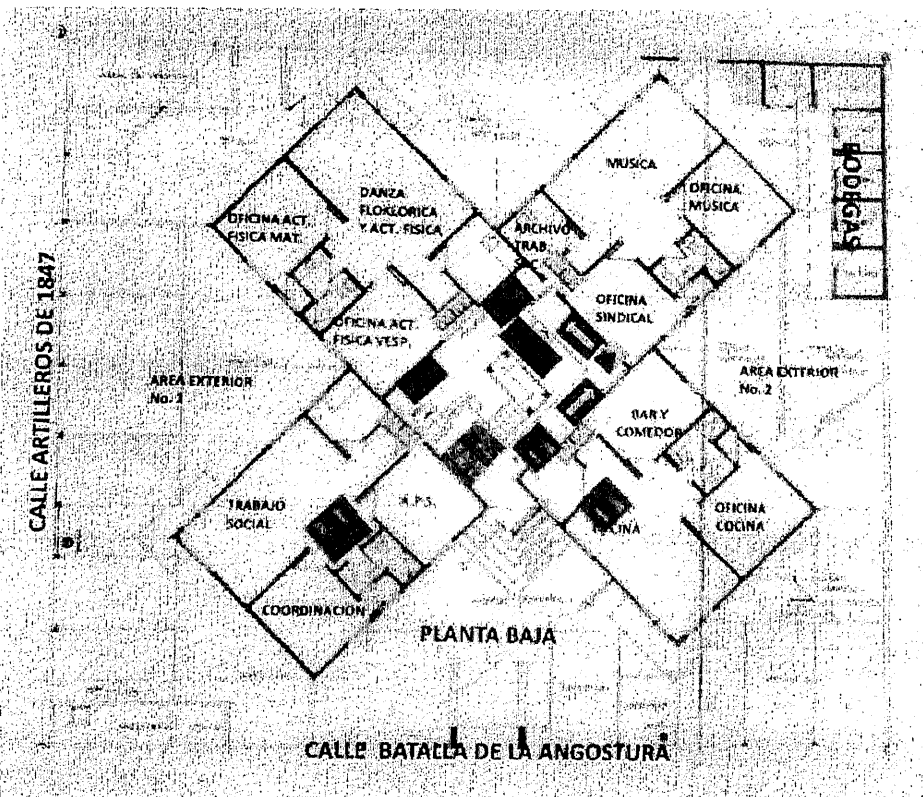 MUSICA
BODEGAS
DANZA
FLOKLORICA
Y ACT. FISICA
OFICINA
MUSICA
OFICINA ACT.
FISICA MAT.
ARCHIVO
TRAB.
OFICINA
SINDICAL
OFICINA ACT.
FISICA VESP.
CALLE ARTILLEROS DE 1847
AREA EXTERIOR
No. 1
AREA EXTERIOR
No. 2
BAR Y
COMEDOR
TRABAJO
SOCIAL
OFICINA
COCINA
COORDINACION
PLANTA BAJA
CALLE BATALLA DE LA ANGOSTURA